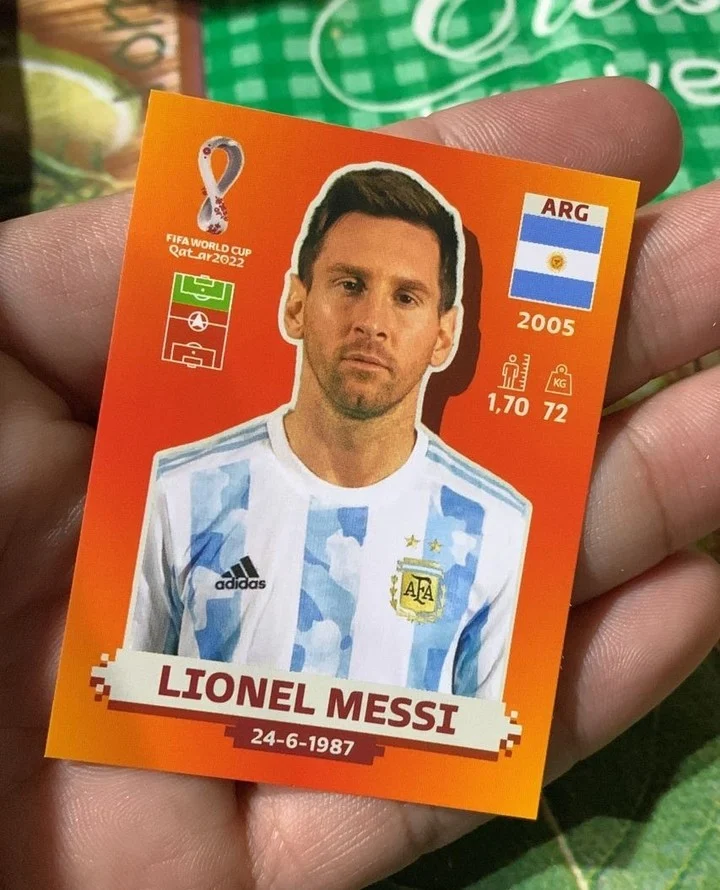 FIFA WORLD CUP
Qatar2022
ARG
2005
KG
1,70 72
adidas
AFA
LIONEL MESSI
24-6-1987